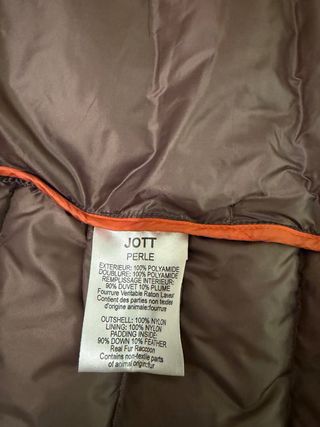 JOTT
PERLE
EXTERIEUR: 100% POLYAMIDE
DOUBLURE: 100% POLYAMIDE
REMPLISSAGE INTERIEUR:
90% DUVET 10% PLUME
Fourrure Veritable Raton Laveur
Contient des parties non textiles
d'origine animale:fourrure
OUTSHELL: 100% NYLON
LINING: 100% NYLON
PADDING INSIDE:
90% DOWN 10% FEATHER
Real Fur Raccoon
Contains non-textile parts
of animal origin:fur